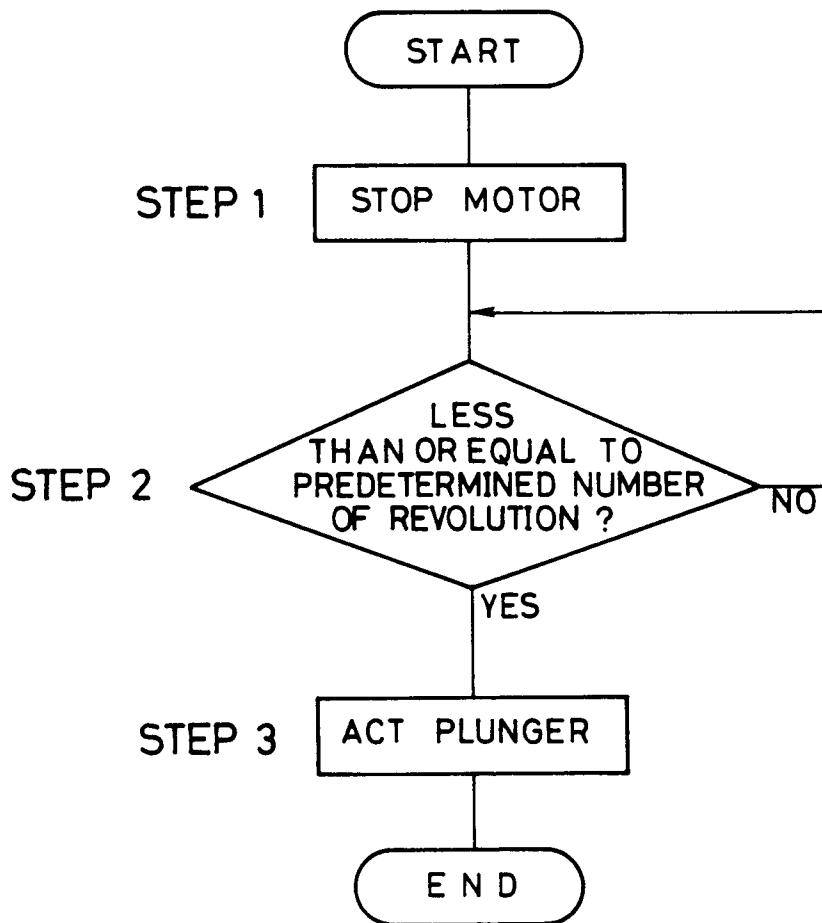 START
STEP 1
STOP MOTOR
LESS
THAN OR EQUAL TO
PREDETERMINED NUMBER
OF REVOLUTION ?
STEP 2
NO
YES
STEP 3
ACT PLUNGER
END